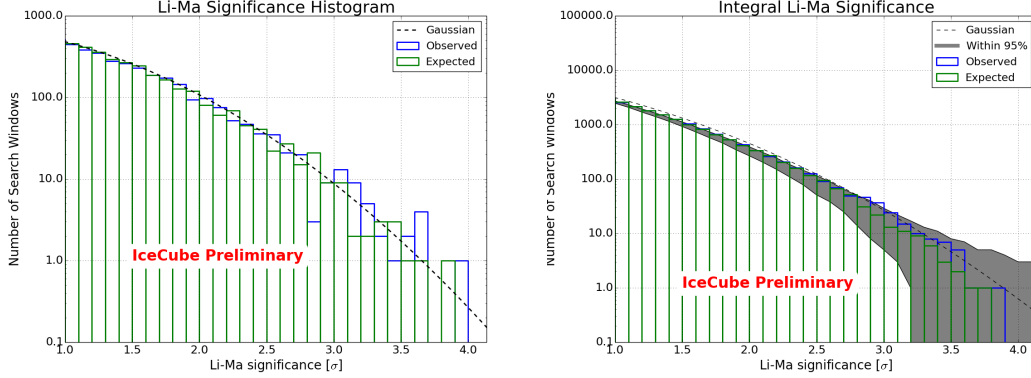 Li-Ma Significance Histogram
Number of Search Windows
1000.0
100.0
10.0
1.0
0.1
Gaussian
Observed
Expected
IceCube Preliminary
1.0 1.5 2.0 2.5 3.0 3.5 4.0
Li-Ma significance [σ]
Integral Li-Ma Significance
Number of Search Windows
100000.0
10000.0
1000.0
100.0
10.0
1.0
0.1
Gaussian
Within 95%
Observed
Expected
IceCube Preliminary
1.0 1.5 2.0 2.5 3.0 3.5 4.0
Li-Ma significance [σ]